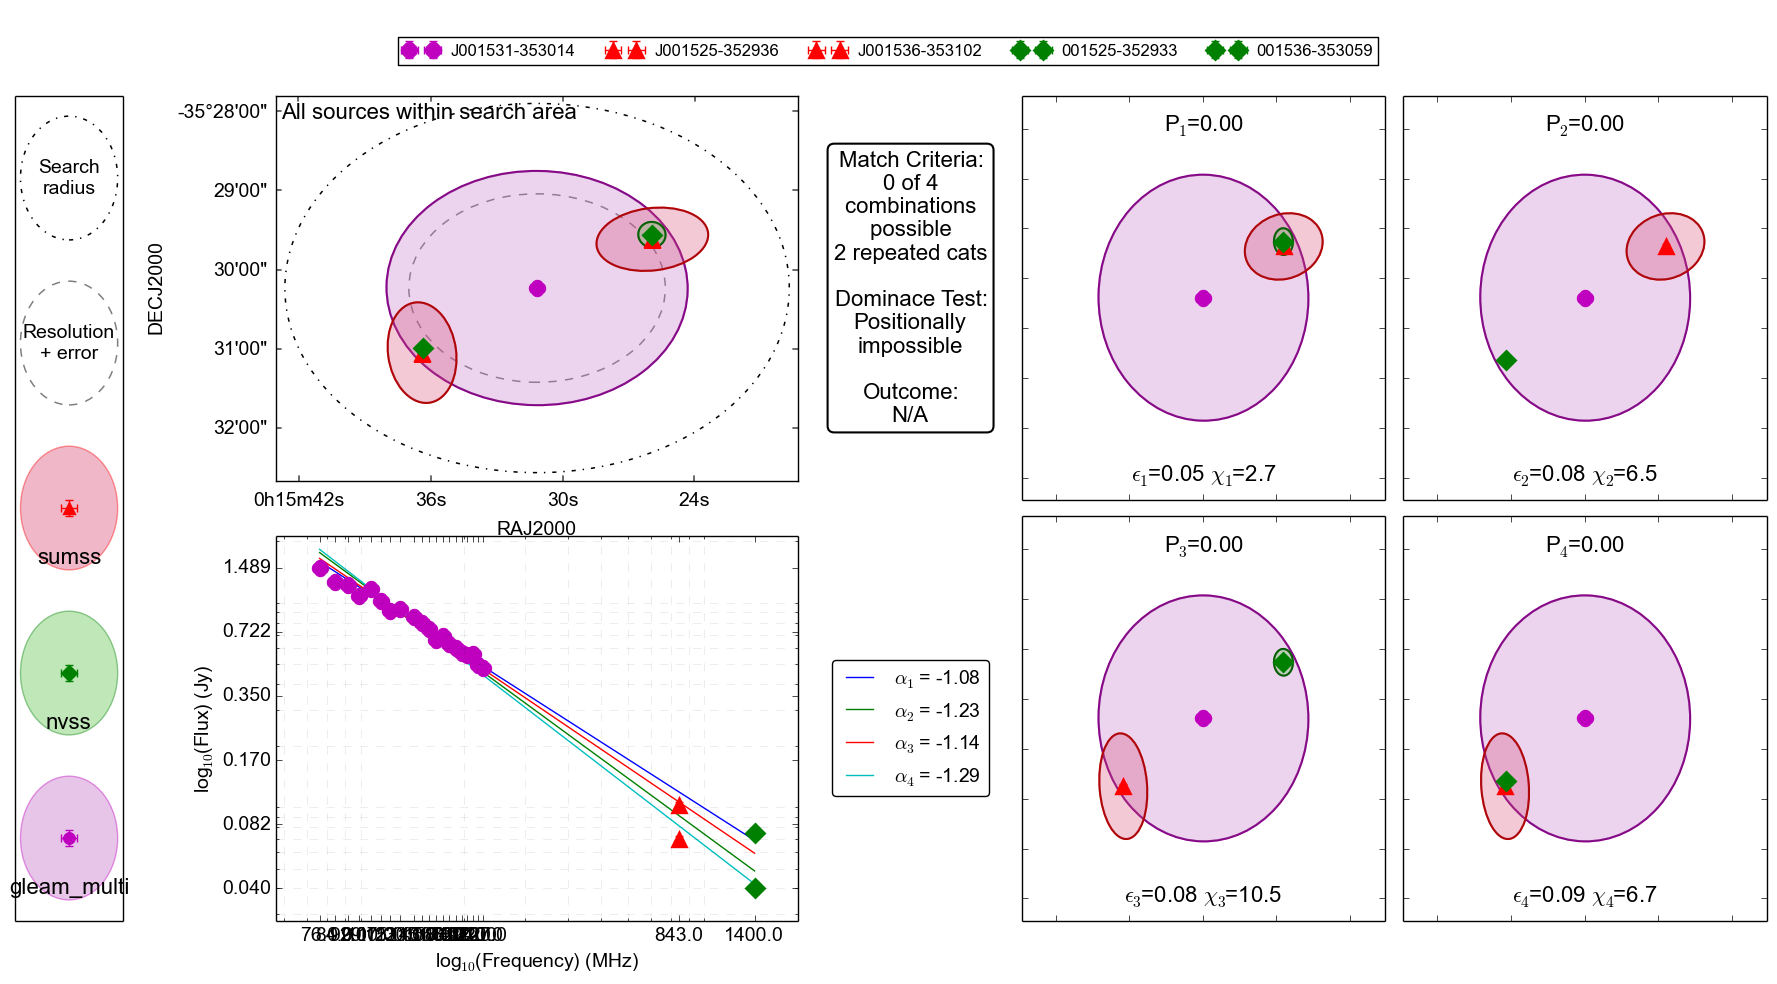 J001531-353014 J001525-352936 J001536-353102 001525-352933 001536-353059
Search
radius
Resolution
+ error
sumss
nvss
gleam_multi
All sources within search area
-35°28'00"
29'00"
30'00"
31'00"
32'00"
DECJ2000
0h15m42s 36s 30s 24s
RAJ2000
Match Criteria:
0 of 4
combinations
possible
2 repeated cats
Dominace Test:
Positionally
impossible
Outcome:
N/A
P1=0.00
ϵ1=0.05 χ1=2.7
P2=0.00
ϵ2=0.08 χ2=6.5
1.489
0.722
0.350
0.170
0.082
0.040
log10(Flux) (Jy)
843.0 1400.0
log10(Frequency) (MHz)
α1 = -1.08
α2 = -1.23
α3 = -1.14
α4 = -1.29
P3=0.00
ϵ3=0.08 χ3=10.5
P4=0.00
ϵ4=0.09 χ4=6.7